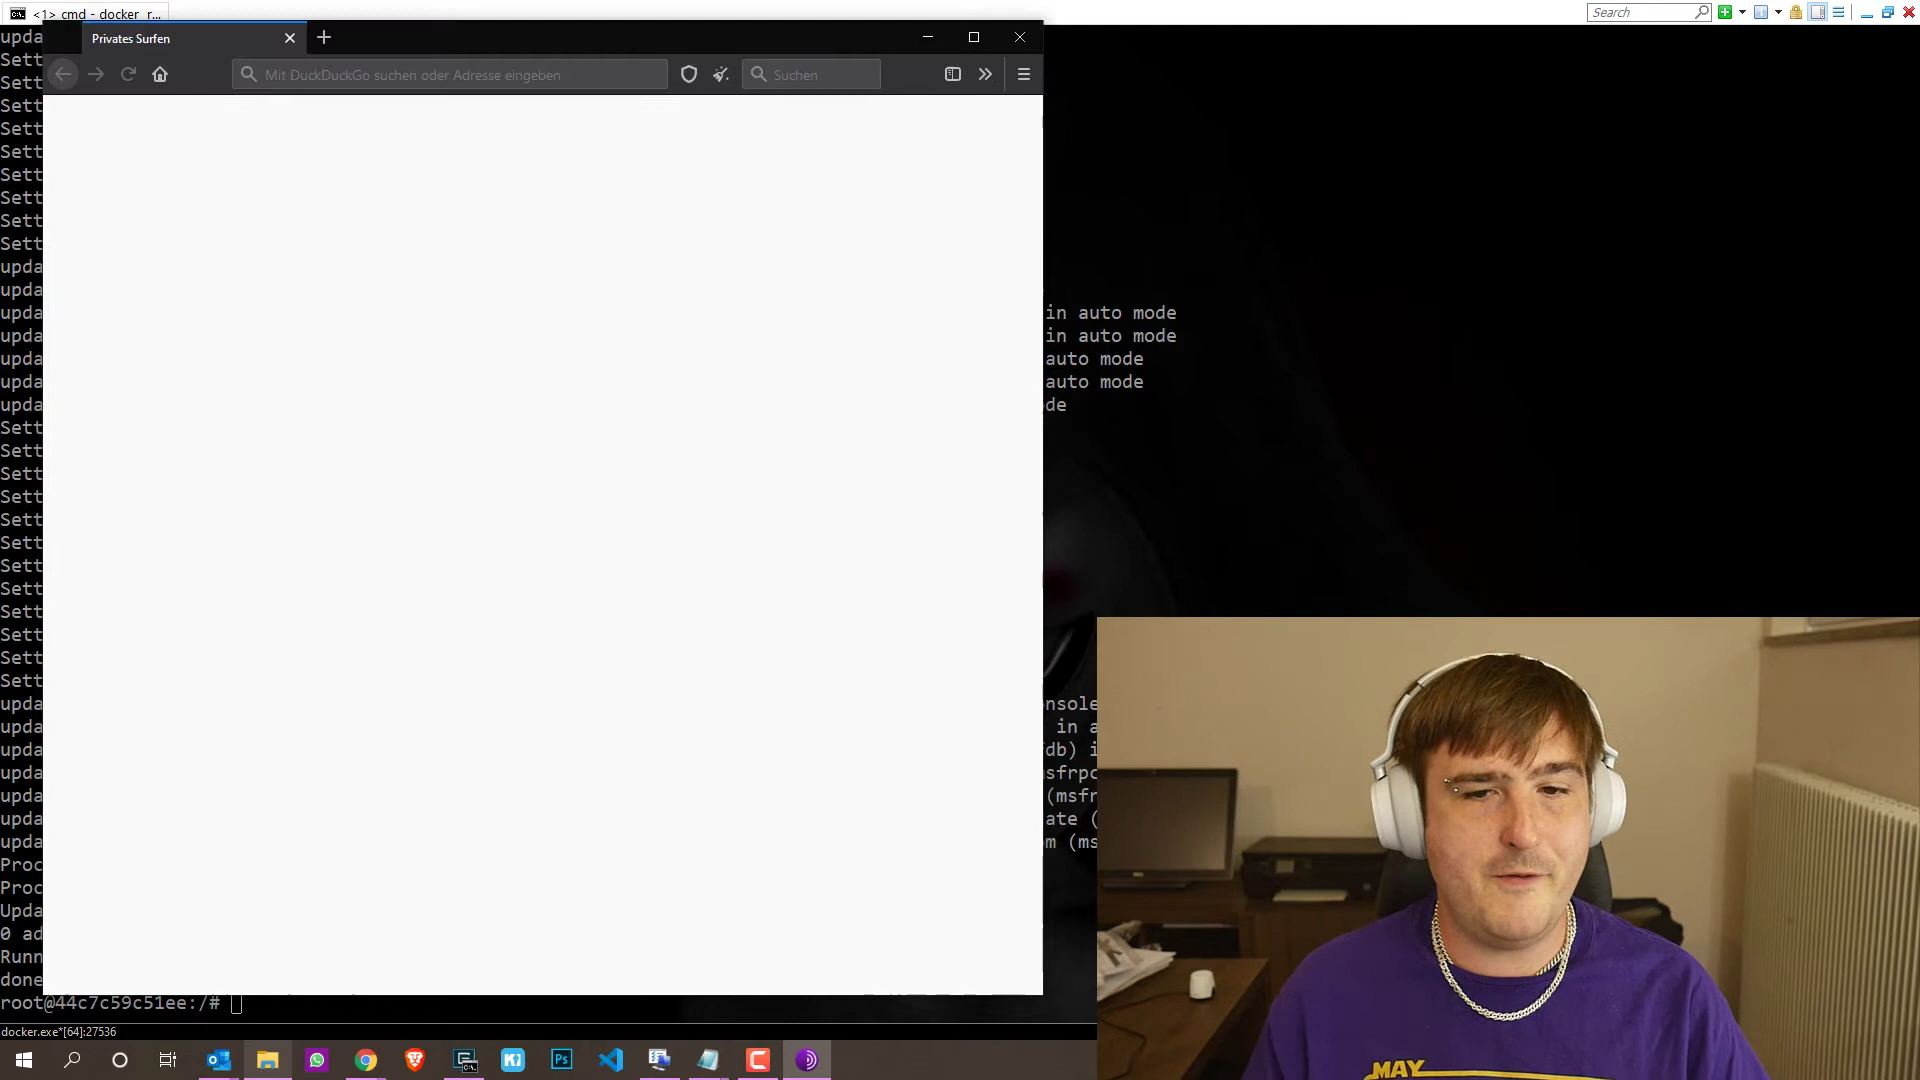 <1> cmd - docker r...
Search
Privates Surfen
Mit DuckDuckGo suchen oder Adresse eingeben
Suchen
upda
Sett
Sett
Sett
Sett
Sett
Sett
Sett
Sett
Sett
upda
upda
upda in auto mode
upda in auto mode
upda auto mode
upda auto mode
upda de
Sett
Sett
Sett
Sett
Sett
Sett
Sett
Sett
Sett
Sett
Sett
Sett
upda onsole
upda in a
upda fdb) i
upda sfrpc
upda (msfr
upda ate (
upda m (ms
Proc
Proc
Upda
0 ad
Runn
done
root@44c7c59c51ee:/#
docker.exe*[64]:27536
MAY